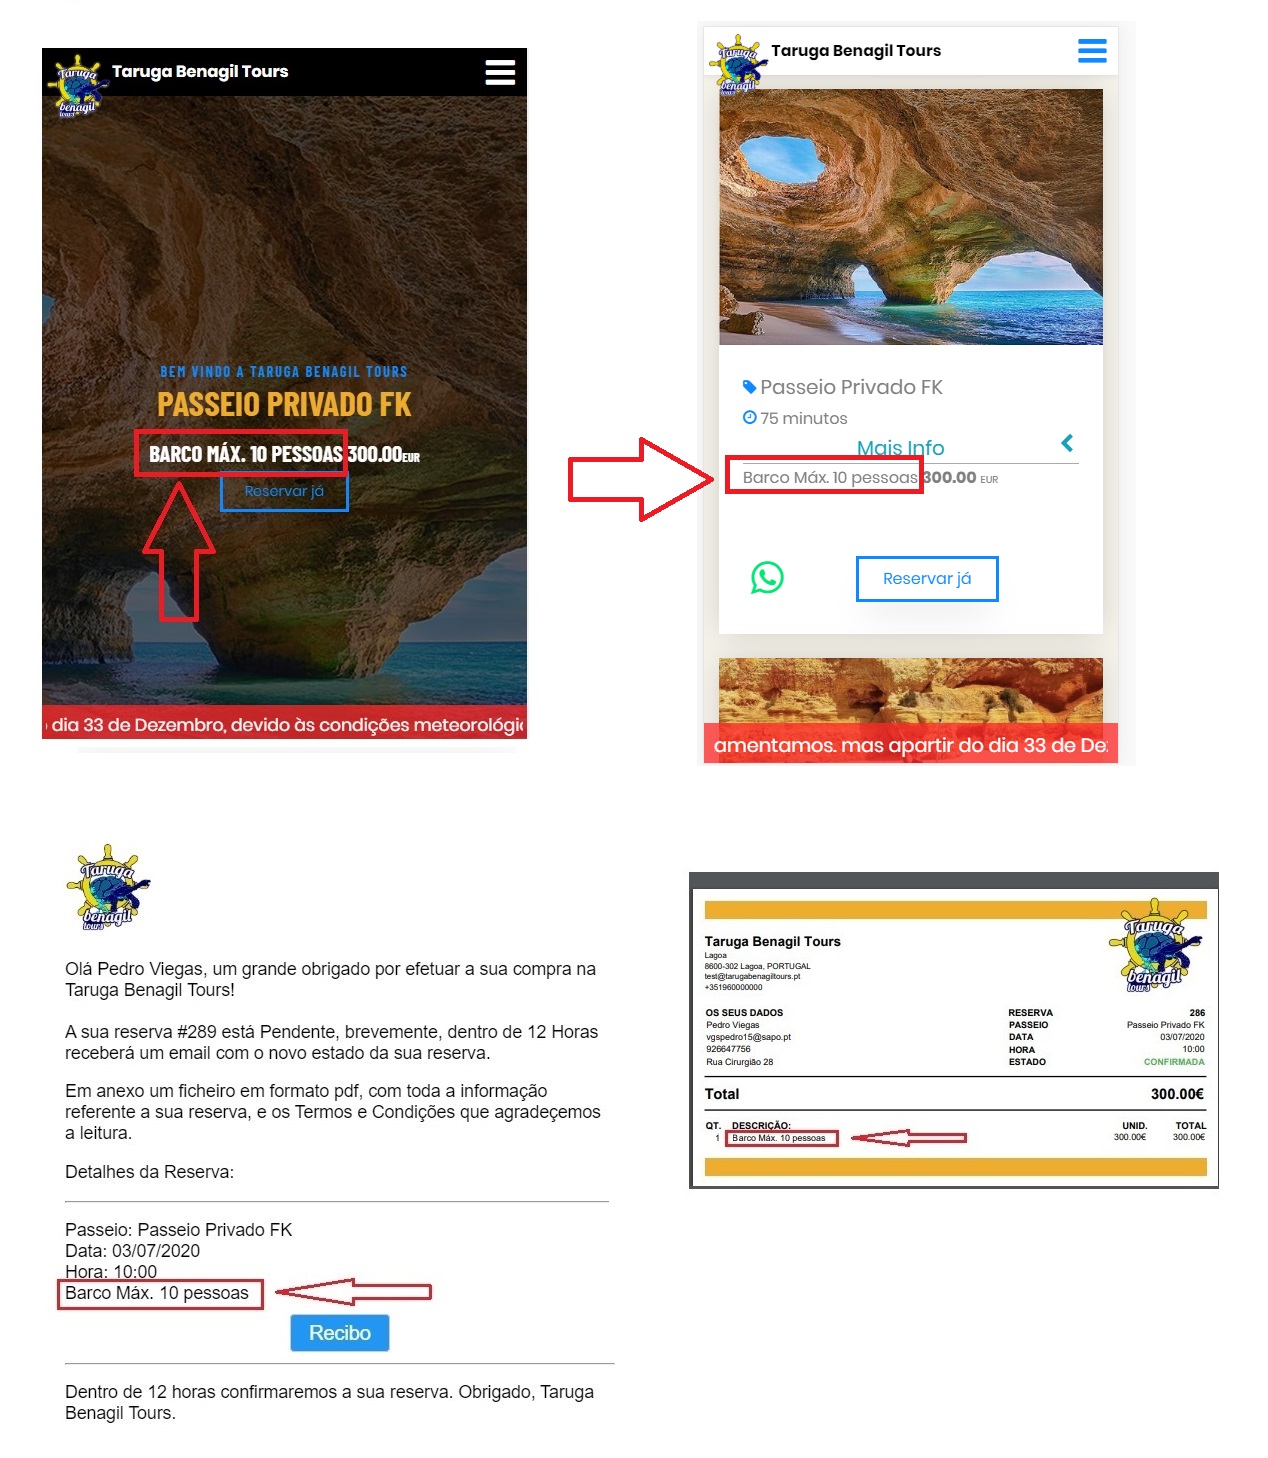 Taruga
benagil
tours
Taruga Benagil Tours
BEM VINDO A TARUGA BENAGIL TOURS
PASSEIO PRIVADO FK
BARCO MÁX. 10 PESSOAS 300.00EUR
Reservar já
dia 33 de Dezembro, devido às condições
Taruga
benagil
tours
Taruga Benagil Tours
Passeio Privado FK
75 minutos
Mais Info
Barco Máx. 10 pessoas 300.00 EUR
Reservar já
amentamos. mas apartir do dia 33 de De
Taruga
benagil
tours
Olá Pedro Viegas, um grande obrigado por efetuar a sua compra na
Taruga Benagil Tours!
A sua reserva #289 está Pendente, brevemente, dentro de 12 Horas
receberá um email com o novo estado da sua reserva.
Em anexo um ficheiro em formato pdf, com toda a informação
referente a sua reserva, e os Termos e Condições que agradeçemos
a leitura.
Detalhes da Reserva:
Passeio: Passeio Privado FK
Data: 03/07/2020
Hora: 10:00
Barco Máx. 10 pessoas
Recibo
Dentro de 12 horas confirmaremos a sua reserva. Obrigado, Taruga
Benagil Tours.
Taruga
benagil
tours
Taruga Benagil Tours
Lagoa
8600-302 Lagoa, PORTUGAL
test@tarugabenagiltours.pt
+351960000000
OS SEUS DADOS
Pedro Viegas
vgspedro15@sapo.pt
926647756
Rua Cirurgião 28
RESERVA 286
PASSEIO Passeio Privado FK
DATA 03/07/2020
HORA 10:00
ESTADO CONFIRMADA
Total 300.00€
QT. DESCRIÇÃO: UNID. TOTAL
1 Barco Máx. 10 pessoas 300.00€ 300.00€